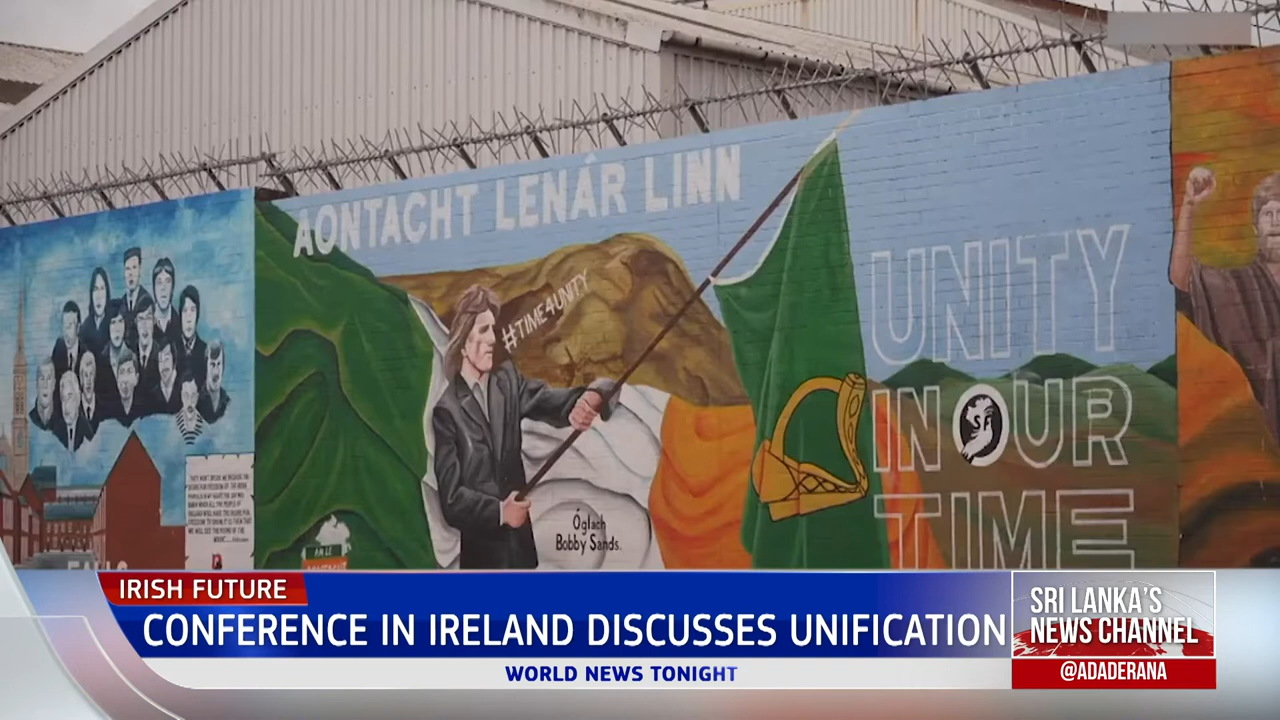 AONTACHT LENÁR LINN
#TIME4UNITY
UNITY
IN OUR
TIME
SF
Óglach
Bobby Sands.
IRISH FUTURE
CONFERENCE IN IRELAND DISCUSSES UNIFICATION
WORLD NEWS TONIGHT
SRI LANKA'S
NEWS CHANNEL
@ADADERANA